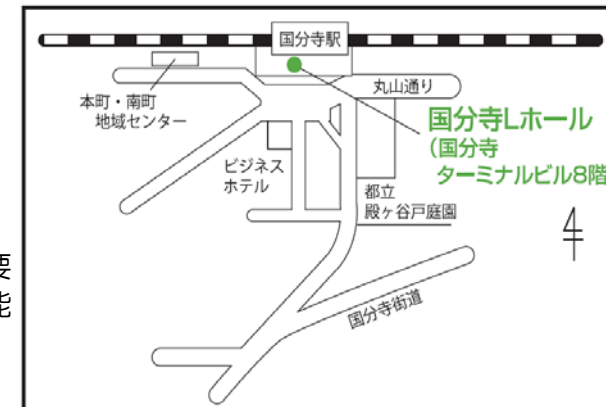 国分寺駅
丸山通り
本町・南町
地域センター
国分寺Lホール
(国分寺
ターミナルビル8階
ビジネス
ホテル
都立
殿ヶ谷戸庭園
国分寺街道